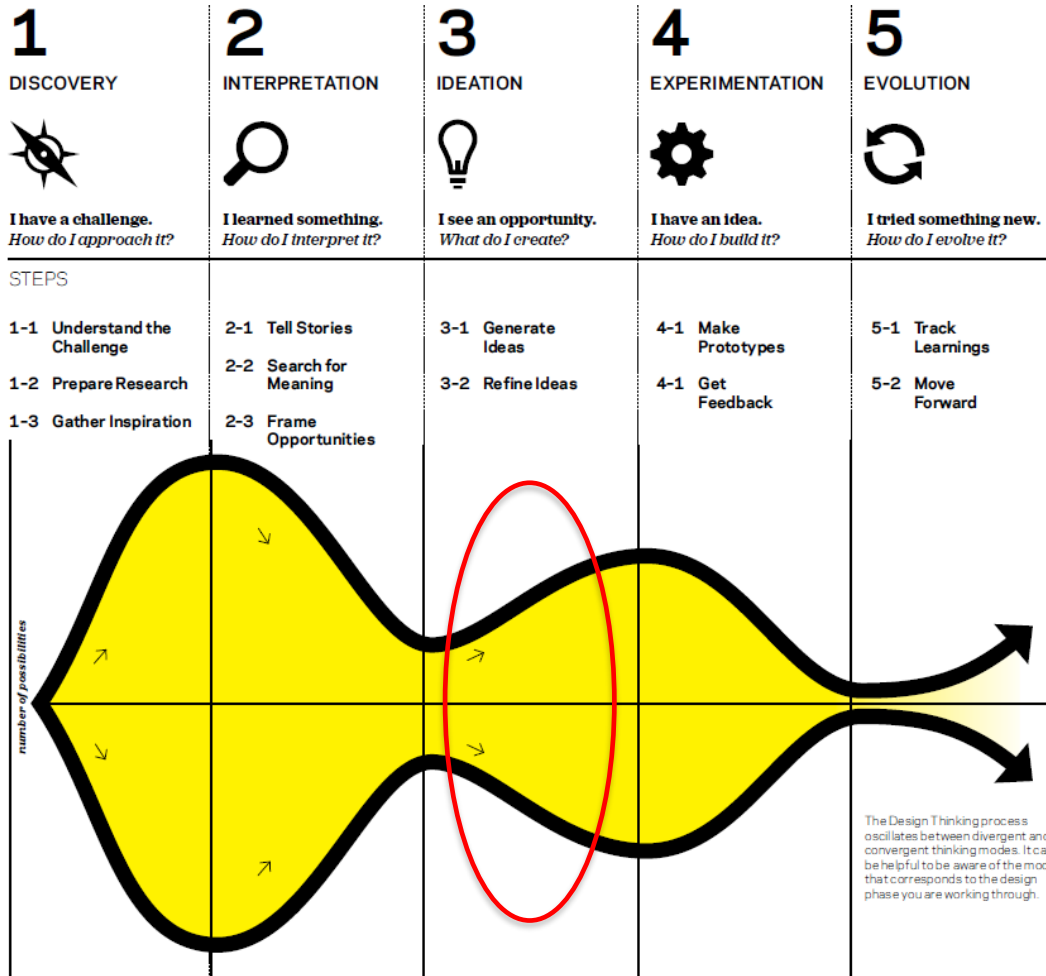 1
DISCOVERY
I have a challenge.
How do I approach it?
2
INTERPRETATION
I learned something.
How do I interpret it?
3
IDEATION
I see an opportunity.
What do I create?
4
EXPERIMENTATION
I have an idea.
How do I build it?
5
EVOLUTION
I tried something new.
How do I evolve it?
STEPS
1-1 Understand the
Challenge
1-2 Prepare Research
1-3 Gather Inspiration
2-1 Tell Stories
2-2 Search for
Meaning
2-3 Frame
Opportunities
3-1 Generate
Ideas
3-2 Refine Ideas
4-1 Make
Prototypes
4-1 Get
Feedback
5-1 Track
Learnings
5-2 Move
Forward
number of possibilities
The Design Thinking process
oscillates between divergent and
convergent thinking modes. It ca
be helpful to be aware of the mod
that corresponds to the design
phase you are working through.